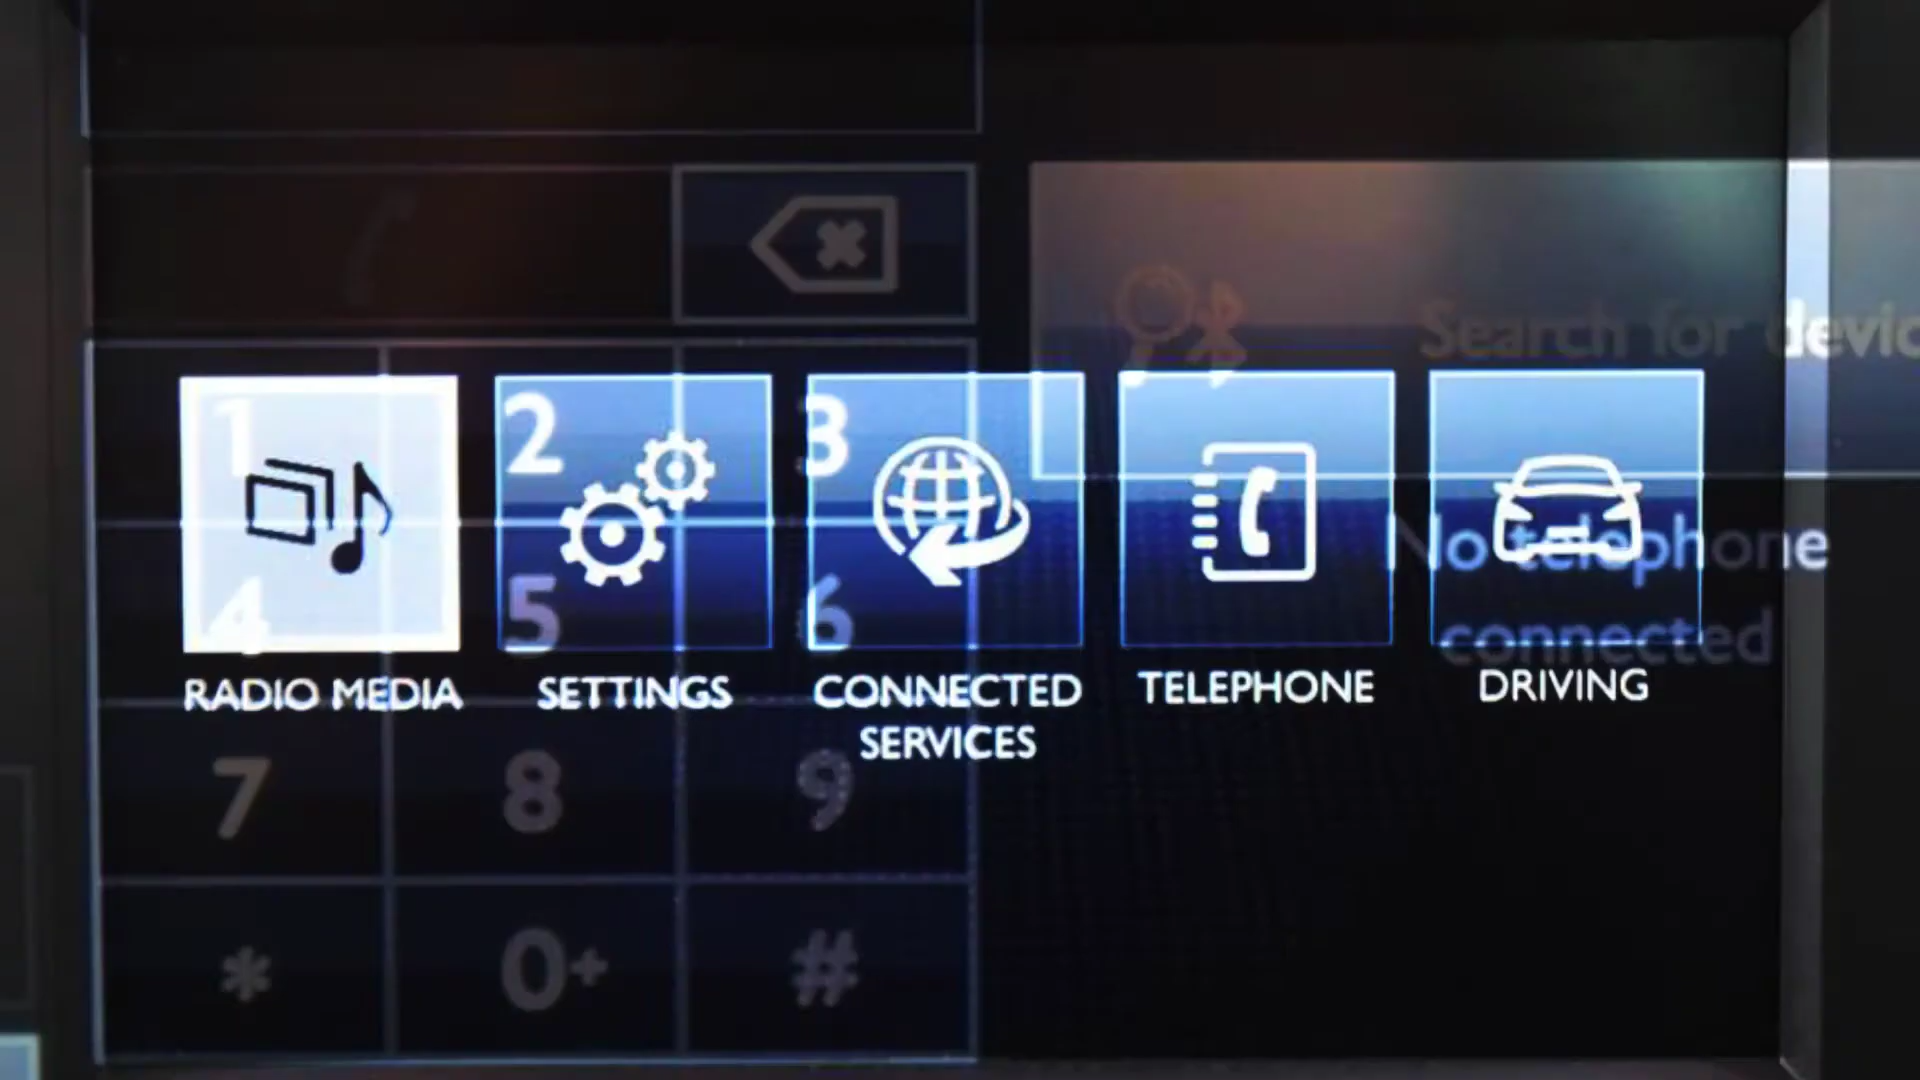 Search for devic
1
2
3
No telephone
connected
4
5
6
RADIO MEDIA
SETTINGS
CONNECTED
SERVICES
TELEPHONE
DRIVING
7
8
9
*
0+
#